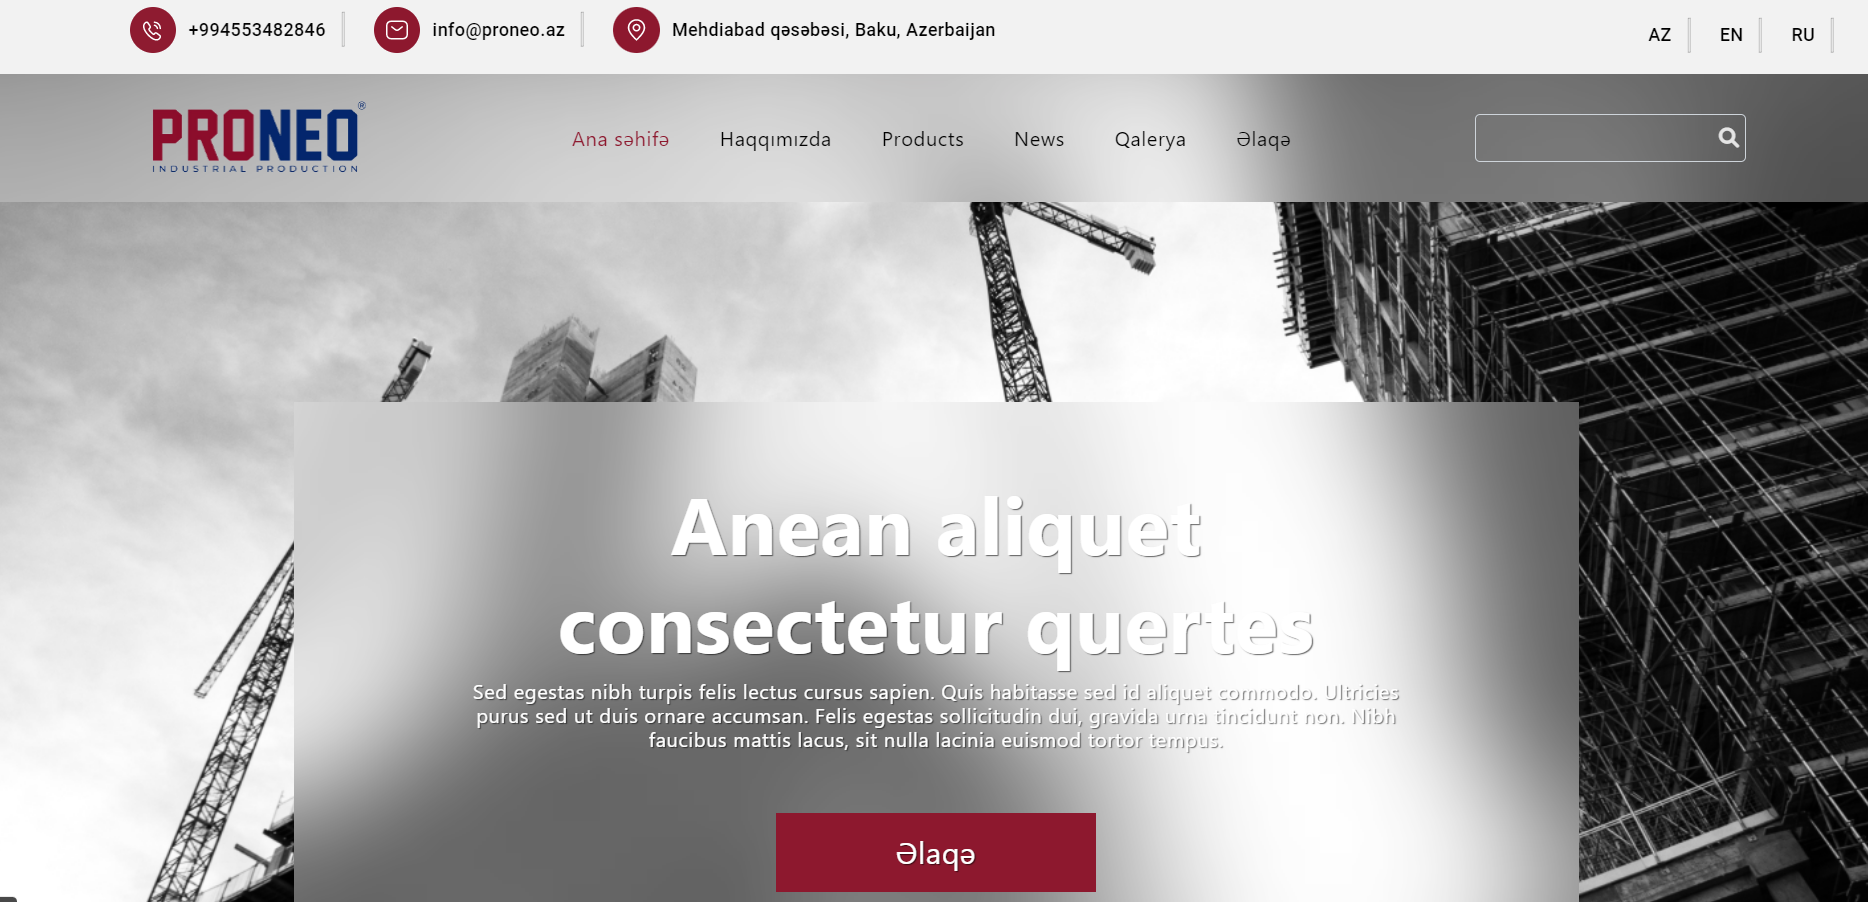 +994553482846
info@proneo.az
Mehdiabad qəsəbəsi, Baku, Azerbaijan
AZ
EN
RU
PRONEO®
INDUSTRIAL PRODUCTION
Ana səhifə
Haqqımızda
Products
News
Qalerya
Əlaqə
Anean aliquet
consectetur quertes
Sed egestas nibh turpis felis lectus cursus sapien. Quis habitasse sed id aliquet commodo. Ultricies
purus sed ut duis ornare accumsan. Felis egestas sollicitudin dui, gravida urna tincidunt non. Nibh
faucibus mattis lacus, sit nulla lacinia euismod tortor tempus.
Əlaqə